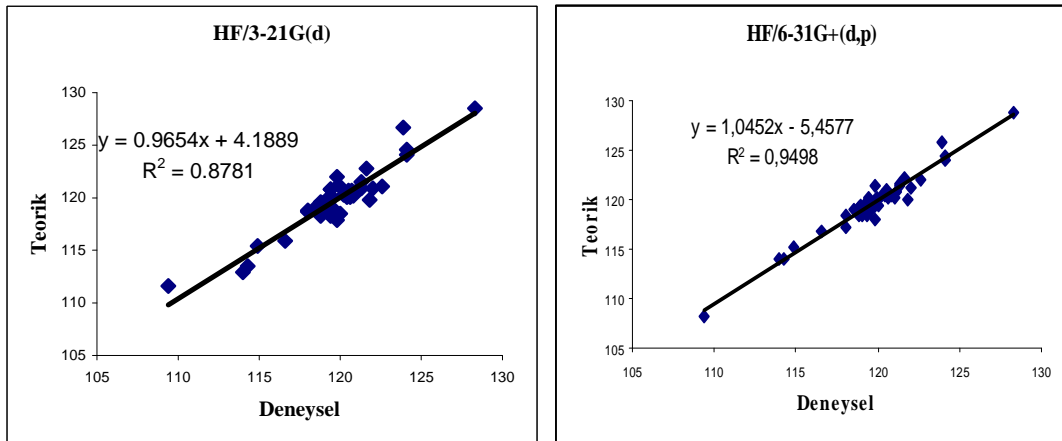 HF/3-21G(d)
130
125
120
115
110
105
y = 0.9654x + 4.1889
R² = 0.8781
Teorik
105 110 115 120 125 130
Deneysel
HF/6-31G+(d,p)
130
125
120
115
110
105
y = 1,0452x - 5,4577
R² = 0,9498
Teorik
105 110 115 120 125 130
Deneysel